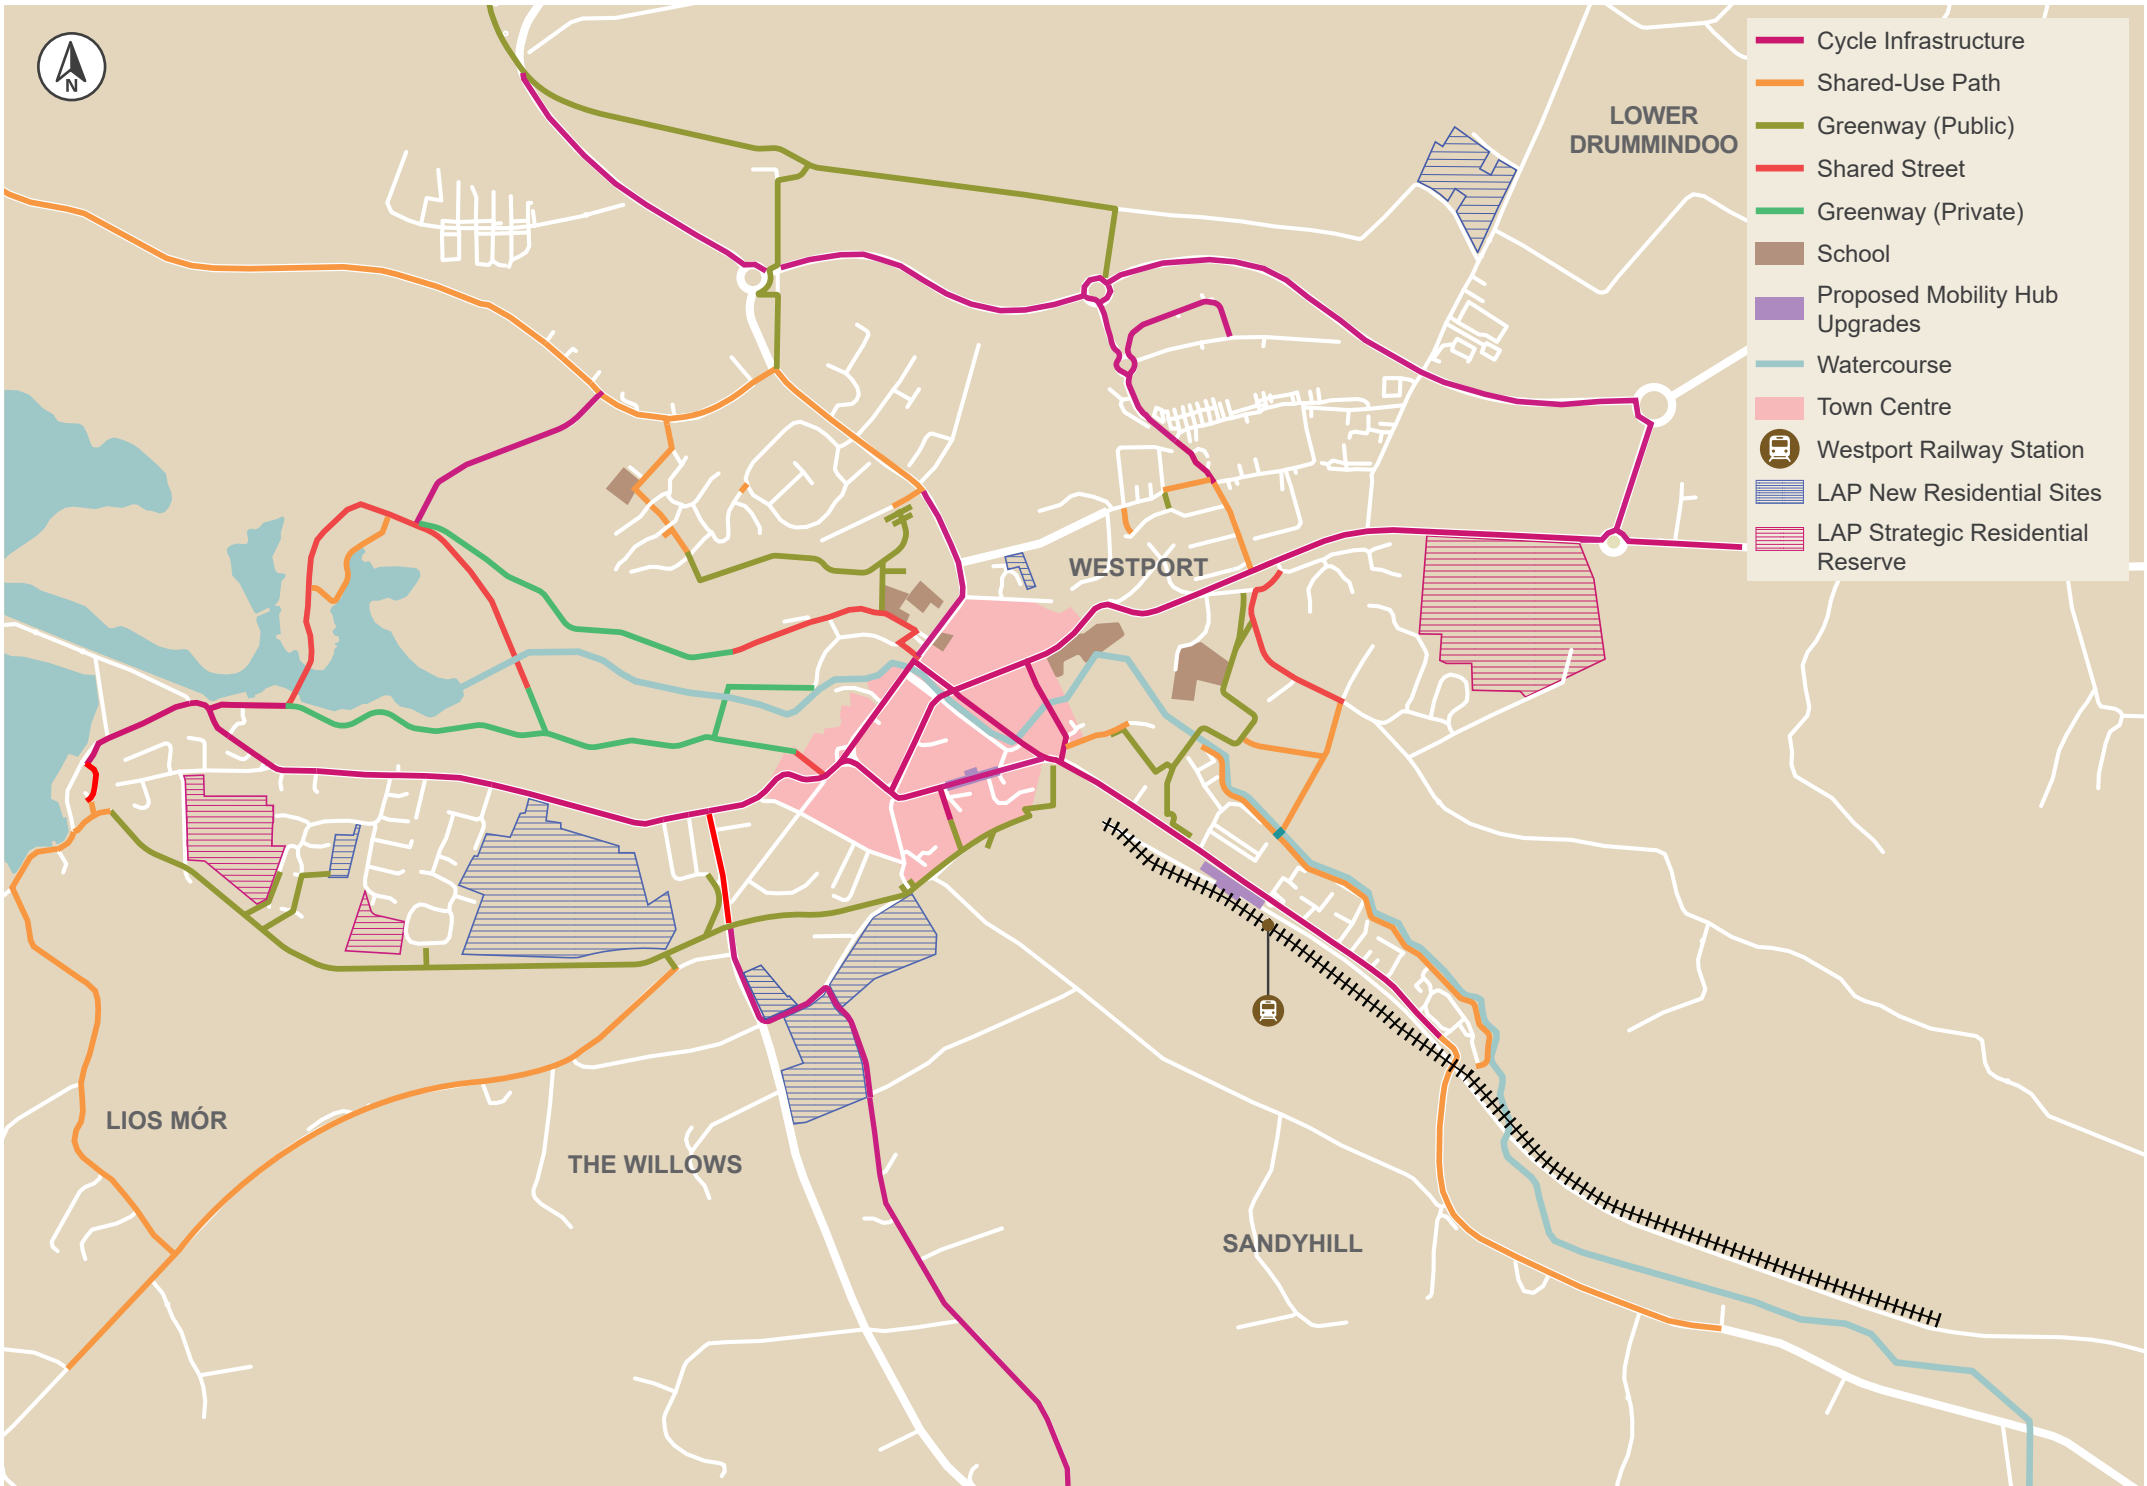 N
LOWER
DRUMMINDOO
WESTPORT
LIOS MÓR
THE WILLOWS
SANDYHILL
Cycle Infrastructure
Shared-Use Path
Greenway (Public)
Shared Street
Greenway (Private)
School
Proposed Mobility Hub
Upgrades
Watercourse
Town Centre
Westport Railway Station
LAP New Residential Sites
LAP Strategic Residential
Reserve